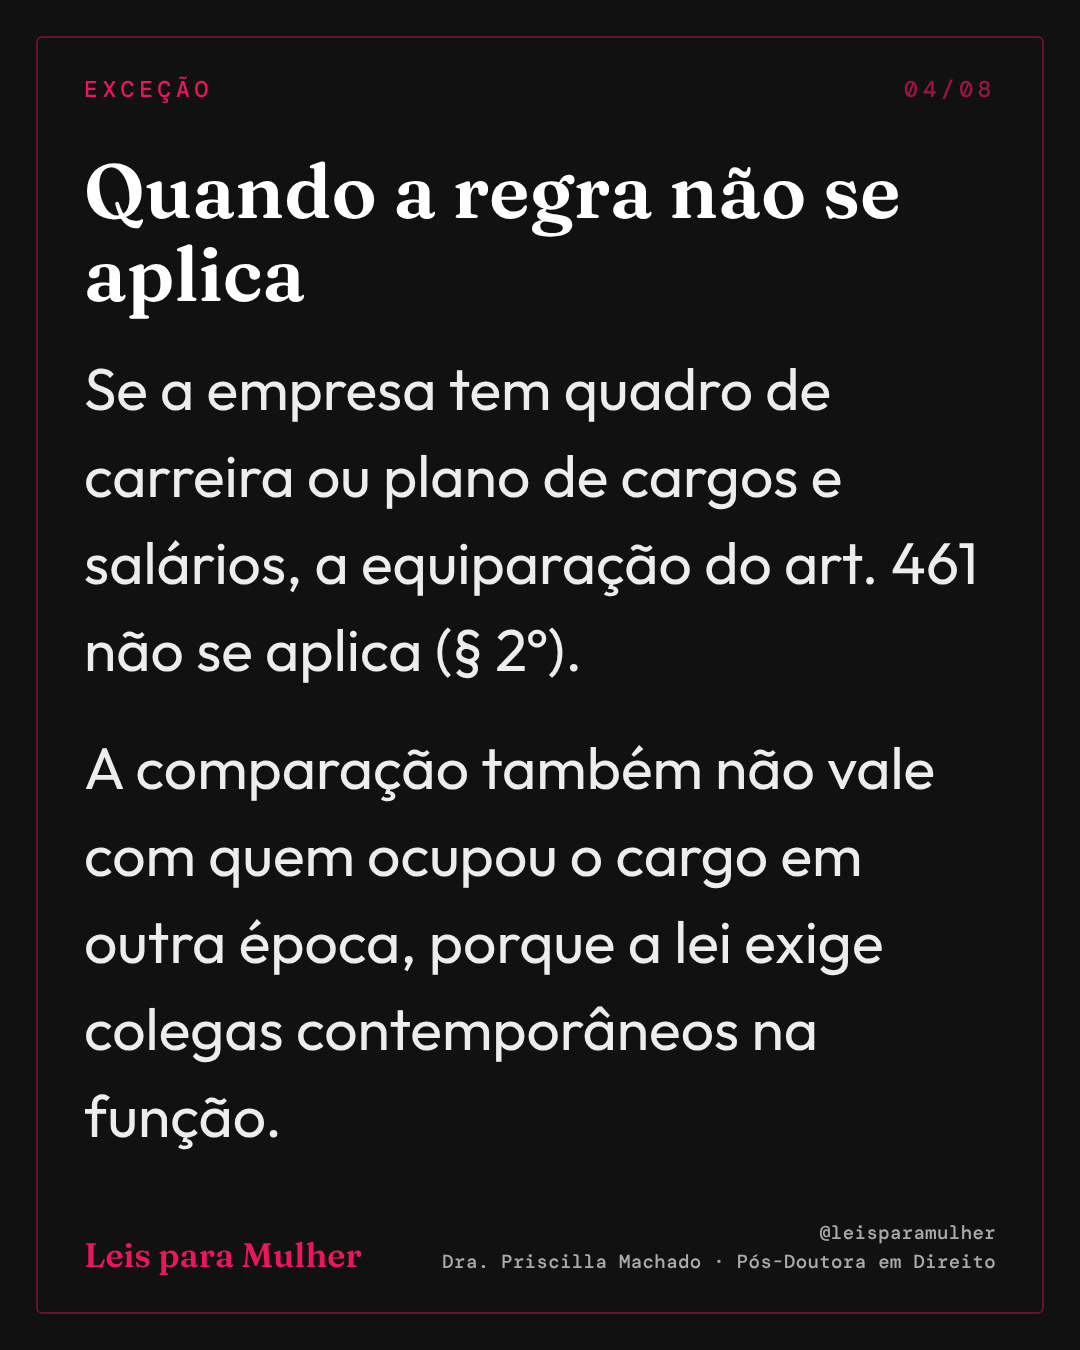 EXCEÇÃO
04/08
Quando a regra não se
aplica
Se a empresa tem quadro de
carreira ou plano de cargos e
salários, a equiparação do art. 461
não se aplica (§ 2º).
A comparação também não vale
com quem ocupou o cargo em
outra época, porque a lei exige
colegas contemporâneos na
função.
@leisparamulher
Leis para Mulher
Dra. Priscilla Machado · Pós-Doutora em Direito